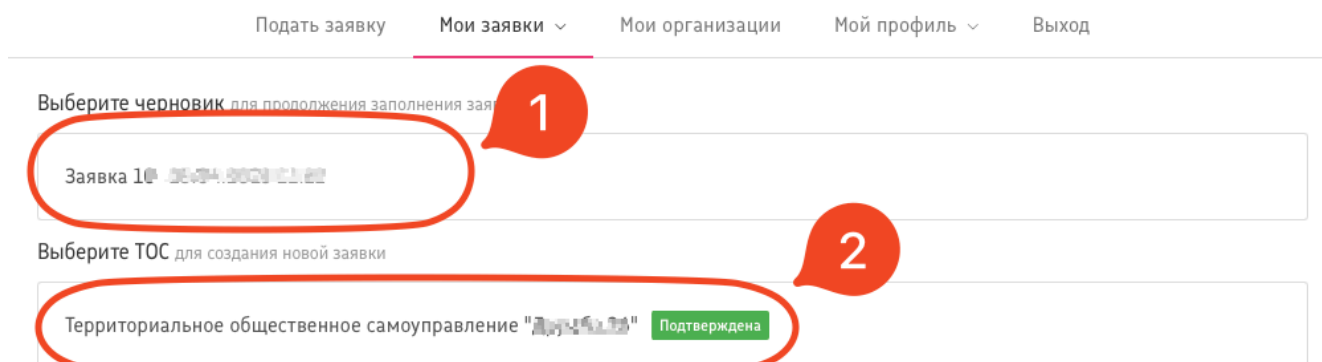 Подать заявку Мои заявки Мои организации Мой профиль Выход
Выберите черновик для продолжения заполнения
1
Заявка
Выберите ТОС для создания новой заявки
2
Территориальное общественное самоуправление Подтверждена